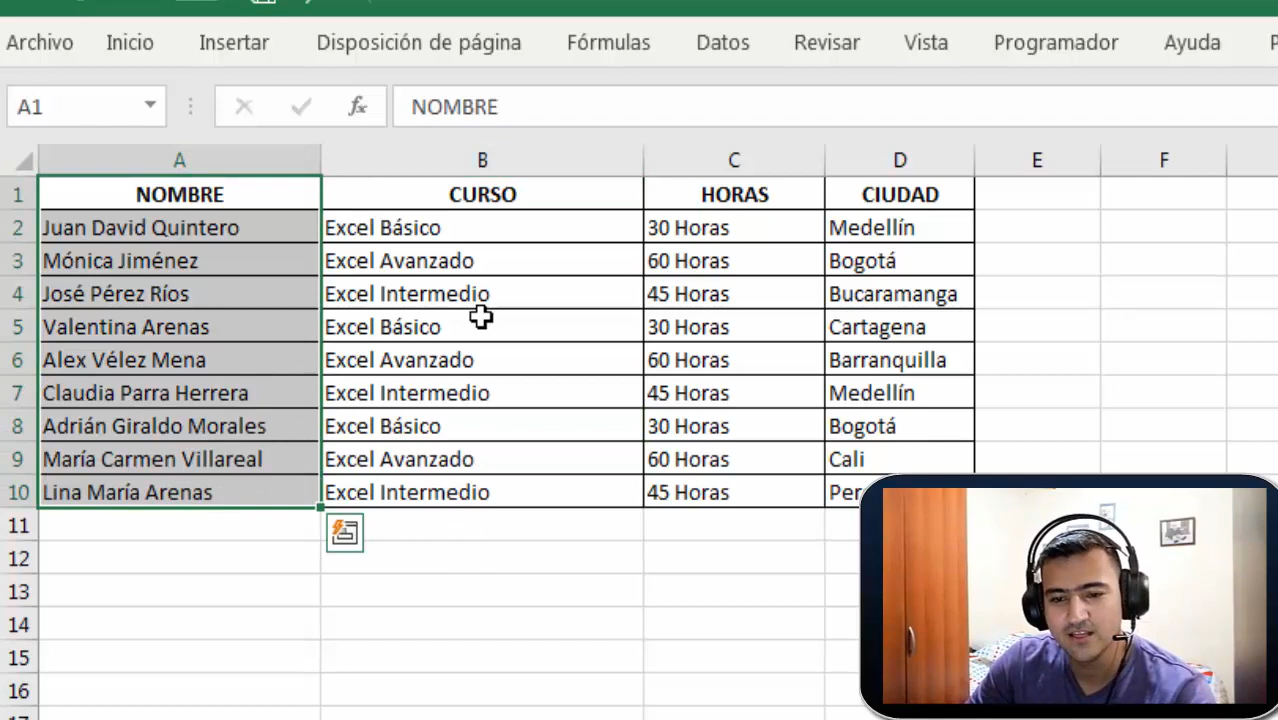 Archivo Inicio Insertar Disposición de página Fórmulas Datos Revisar Vista Programador Ayuda
A1 fx NOMBRE
A B C D E F
1 NOMBRE CURSO HORAS CIUDAD
2 Juan David Quintero Excel Básico 30 Horas Medellín
3 Mónica Jiménez Excel Avanzado 60 Horas Bogotá
4 José Pérez Ríos Excel Intermedio 45 Horas Bucaramanga
5 Valentina Arenas Excel Básico 30 Horas Cartagena
6 Alex Vélez Mena Excel Avanzado 60 Horas Barranquilla
7 Claudia Parra Herrera Excel Intermedio 45 Horas Medellín
8 Adrián Giraldo Morales Excel Básico 30 Horas Bogotá
9 María Carmen Villareal Excel Avanzado 60 Horas Cali
10 Lina María Arenas Excel Intermedio 45 Horas
11
12
13
14
15
16